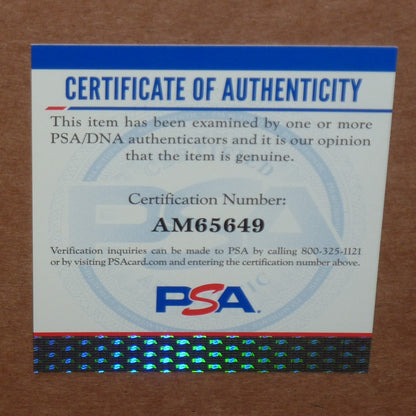 CERTIFICATE OF AUTHENTICITY
This item has been examined by one or more
PSA/DNA authenticators and it is our opinion
that the item is genuine.
Certification Number:
AM65649
Verification inquiries can be made to PSA by calling 800-325-1121
or by visiting PSAcard.com and entering the certification number above.
PSA